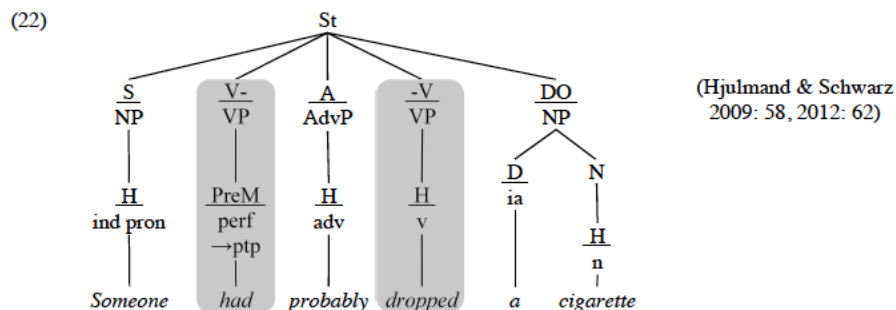 (22)
St
S V- A -V DO
NP VP AdvP VP NP
(Hjulmand & Schwarz
2009: 58, 2012: 62)
D N
ia
H PreM H H
ind pron perf adv v
→ptp
H
n
Someone had probably dropped a cigarette